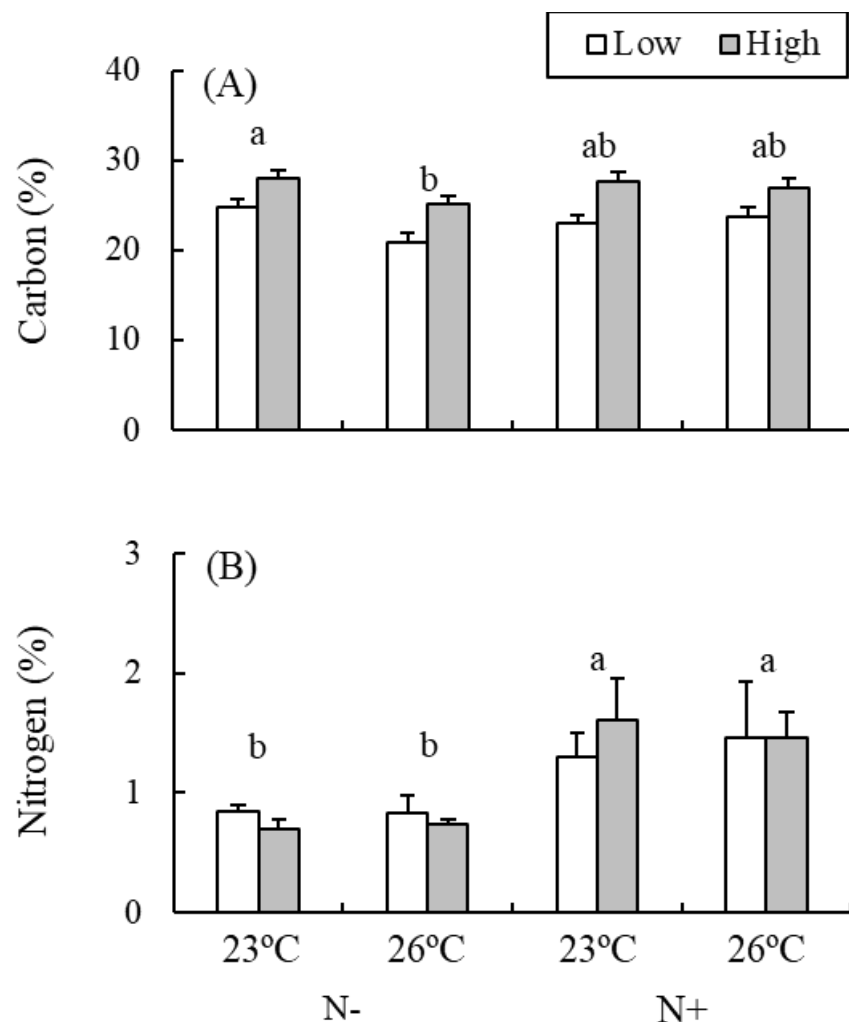 Low High
40
(A)
a
ab
ab
30
b
Carbon (%)
20
10
0
3
(B)
a
a
2
b
b
Nitrogen (%)
1
0
23ºC 26ºC 23ºC 26ºC
N- N+